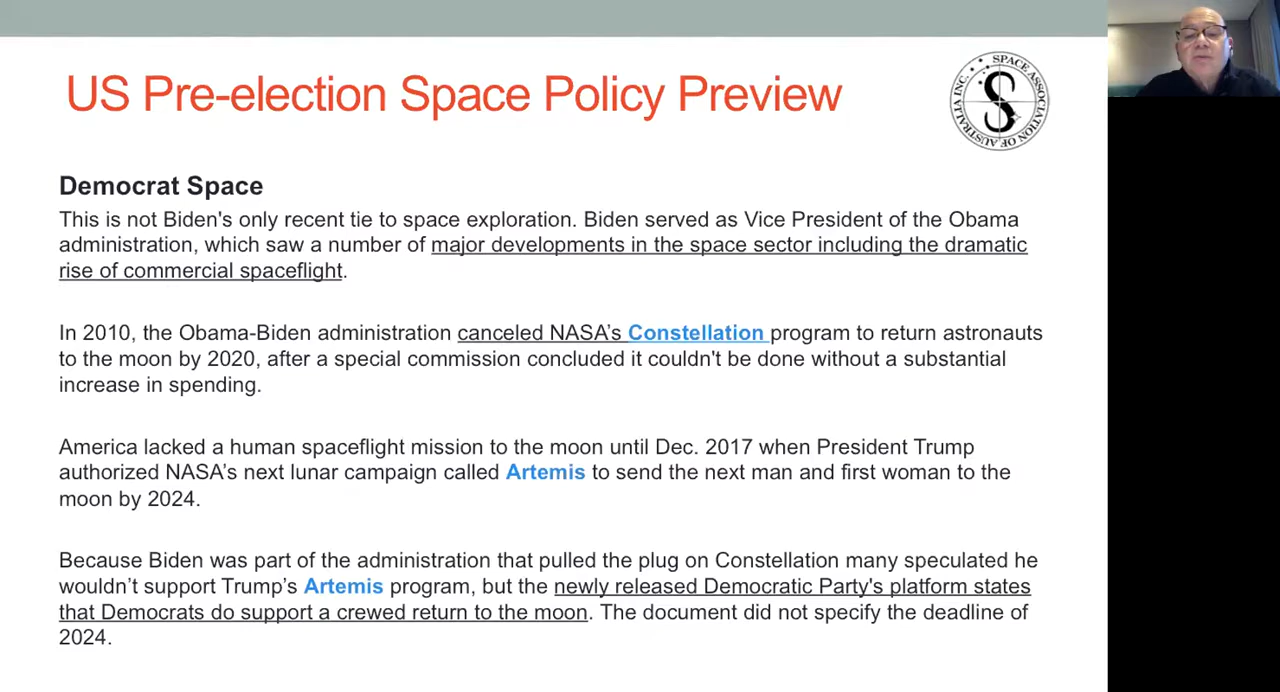 US Pre-election Space Policy Preview
SPACE ASSOCIATION OF AUSTRALIA INC.
S
Democrat Space
This is not Biden's only recent tie to space exploration. Biden served as Vice President of the Obama
administration, which saw a number of major developments in the space sector including the dramatic
rise of commercial spaceflight.
In 2010, the Obama-Biden administration canceled NASA’s Constellation program to return astronauts
to the moon by 2020, after a special commission concluded it couldn't be done without a substantial
increase in spending.
America lacked a human spaceflight mission to the moon until Dec. 2017 when President Trump
authorized NASA’s next lunar campaign called Artemis to send the next man and first woman to the
moon by 2024.
Because Biden was part of the administration that pulled the plug on Constellation many speculated he
wouldn’t support Trump’s Artemis program, but the newly released Democratic Party's platform states
that Democrats do support a crewed return to the moon. The document did not specify the deadline of
2024.